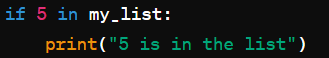 if 5 in my_list:
    print("5 is in the list")